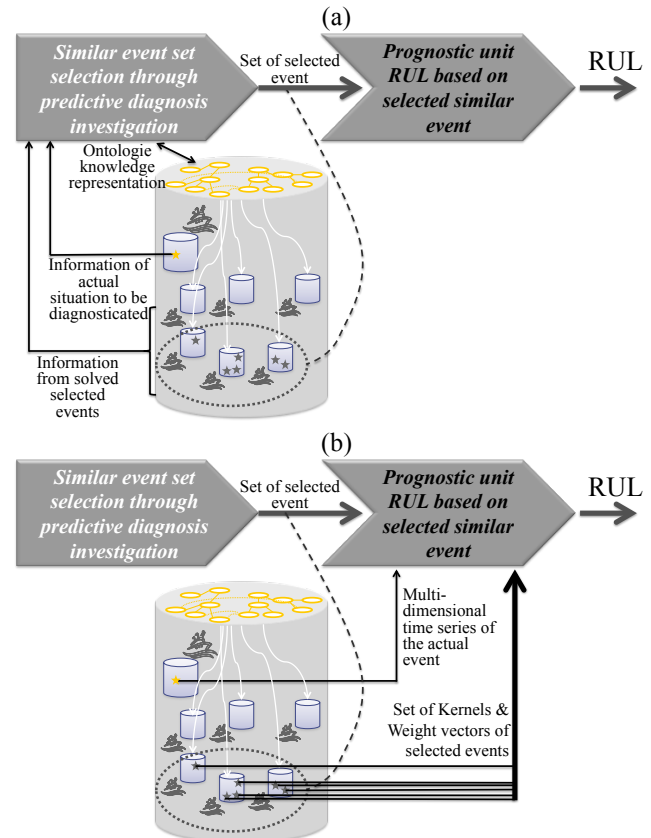 (a)
Similar event set
selection through
predictive diagnosis
investigation
Set of selected
event
Prognostic unit
RUL based on
selected similar
event
RUL
Ontologie
knowledge
representation
Information of
actual
situation to be
diagnosticated
Information
from solved
selected
events
(b)
Similar event set
selection through
predictive diagnosis
investigation
Set of selected
event
Prognostic unit
RUL based on
selected similar
event
RUL
Multi-
dimensional
time series of
the actual
event
Set of Kernels &
Weight vectors of
selected events